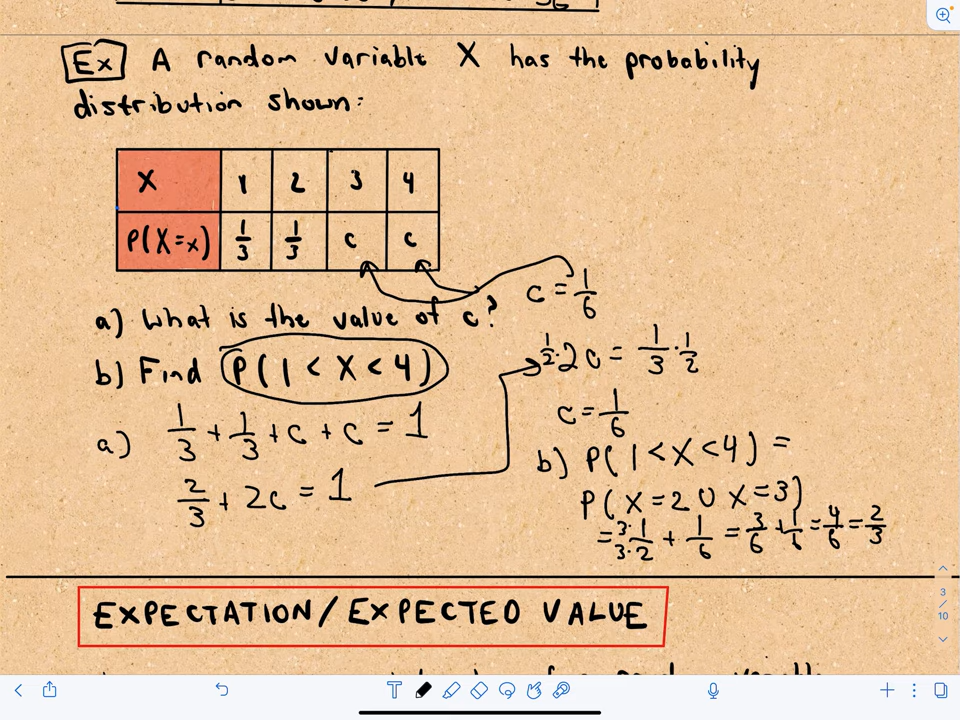 Ex A random variable X has the probability
distribution shown:
X 1 2 3 4
P(X=x) 1/3 1/3 c c
c = 1/6
a) What is the value of c?
b) Find P(1 < X < 4)
1/2 · 2c = 1/3 · 1/2
c = 1/6
a) 1/3 + 1/3 + c + c = 1
2/3 + 2c = 1
b) P(1 < X < 4) =
P(X=2 U X=3)
= 3·1/3·2 + 1/6 = 3/6 + 1/6 = 4/6 = 2/3
EXPECTATION / EXPECTED VALUE
3
/
10
T